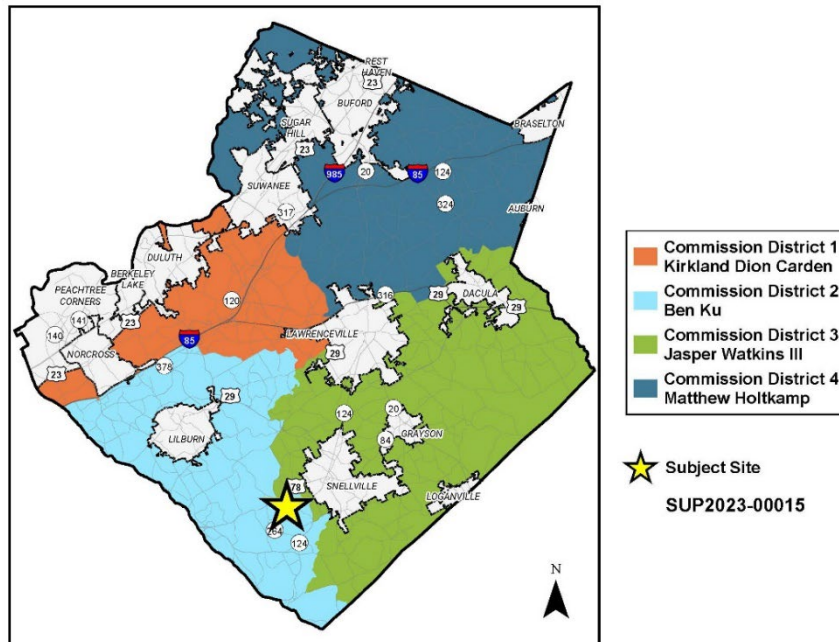 REST
HAVEN
23
BUFORD
SUGAR
HILL
23
BRASELTON
985
20
85
124
SUWANEE
324
317
AUBURN
DULUTH
BERKELEY
LAKE
PEACHTREE
CORNERS
120
316
29
DACULA
29
141
140
23
NORCROSS
85
LAWRENCEVILLE
29
378
23
29
LILBURN
124
20
84
GRAYSON
78
SNELLVILLE
LOGANVILLE
264
124
N
Commission District 1
Kirkland Dion Carden
Commission District 2
Ben Ku
Commission District 3
Jasper Watkins III
Commission District 4
Matthew Holtkamp
Subject Site
SUP2023-00015